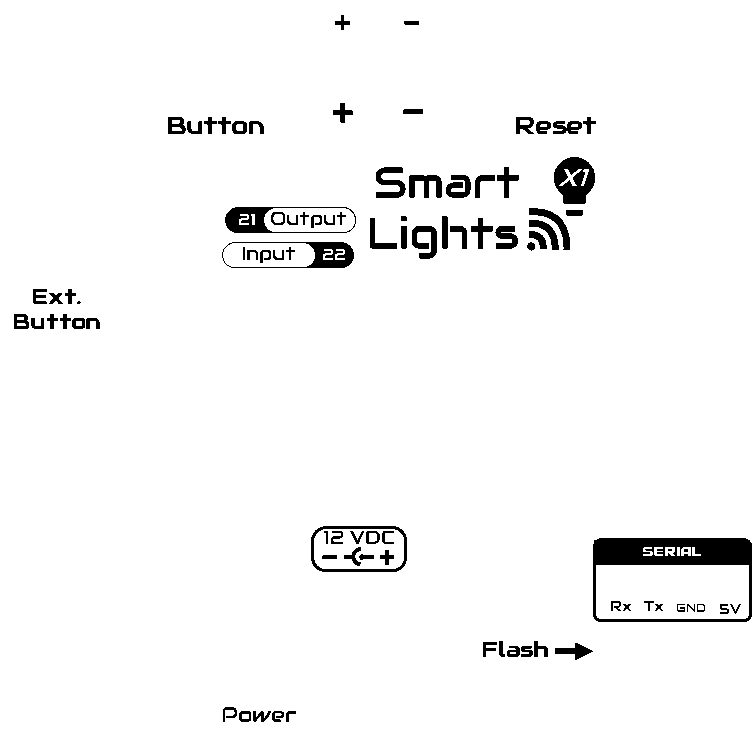 + −
Button + − Reset
Smart X1
21 Output
Lights
Input 22
Ext.
Button
12 VDC
− +
SERIAL
Rx Tx GND 5V
Flash →
Power